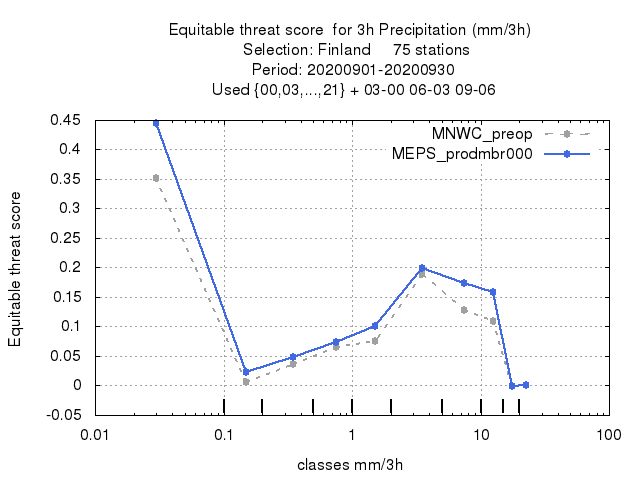 Equitable threat score  for 3h Precipitation (mm/3h)
Selection: Finland     75 stations
Period: 20200901-20200930
Used {00,03,...,21} + 03-00 06-03 09-06
MNWC_preop
MEPS_prodmbr000
Equitable threat score
0.45
0.4
0.35
0.3
0.25
0.2
0.15
0.1
0.05
0
-0.05
0.01 0.1 1 10 100
classes mm/3h